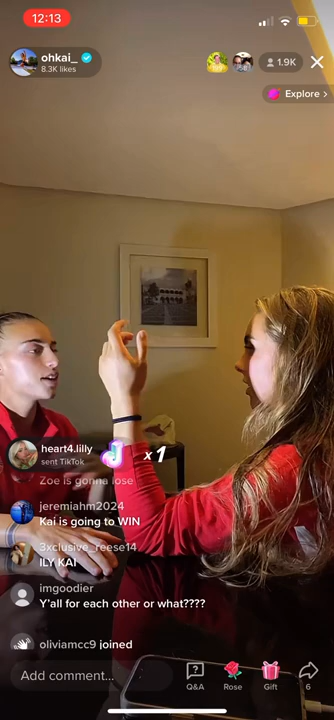 12:13
ohkai_
8.3K likes
1.9K
Explore >
heart4.lilly
sent TikTok
x1
Zoe is gonna lose
jeremiahm2024
Kai is going to WIN
3xclusive_reese14
ILY KAI
imgoodier
Y'all for each other or what????
oliviamcc9 joined
Add comment...
Q&A
Rose
Gift
6